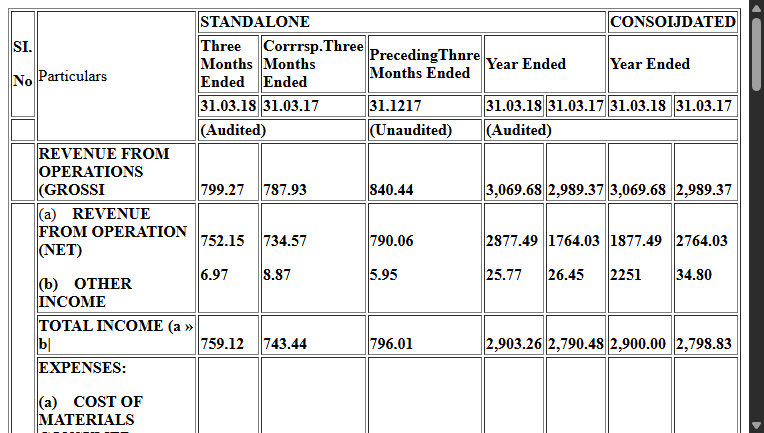 STANDALONE CONSOIJDATED
SI.
No
Particulars
Three Months Ended Corrrsp.Three Months Ended PrecedingThnre Months Ended Year Ended Year Ended
31.03.18 31.03.17 31.1217 31.03.18 31.03.17 31.03.18 31.03.17
(Audited) (Unaudited) (Audited)
REVENUE FROM
OPERATIONS
(GROSSI 799.27 787.93 840.44 3,069.68 2,989.37 3,069.68 2,989.37
(a) REVENUE
FROM OPERATION
(NET) 752.15 734.57 790.06 2877.49 1764.03 1877.49 2764.03
(b) OTHER
INCOME 6.97 8.87 5.95 25.77 26.45 2251 34.80
TOTAL INCOME (a »
b| 759.12 743.44 796.01 2,903.26 2,790.48 2,900.00 2,798.83
EXPENSES:
(a) COST OF
MATERIALS